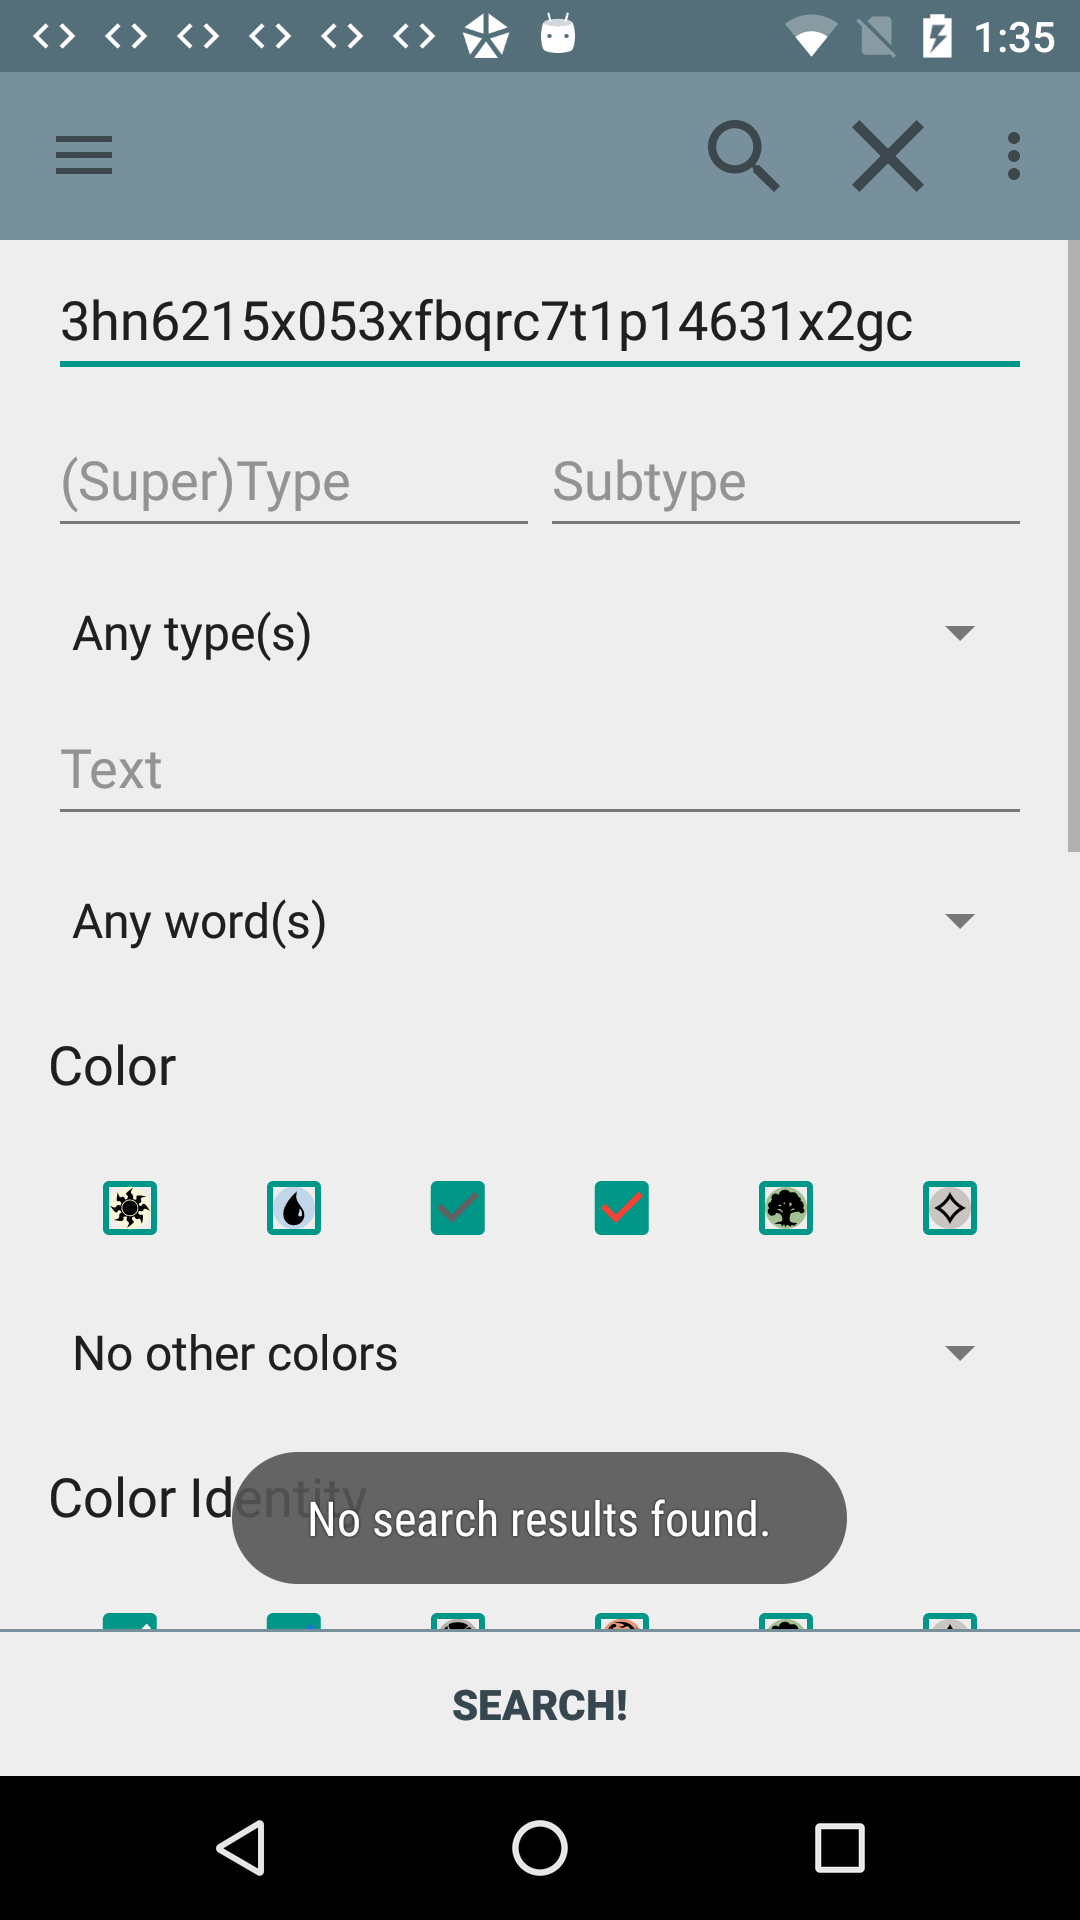 1:35
3hn6215x053xfbqrc7t1p14631x2gc
(Super)Type Subtype
Any type(s)
Text
Any word(s)
Color
No other colors
Color Identity
No search results found.
SEARCH!